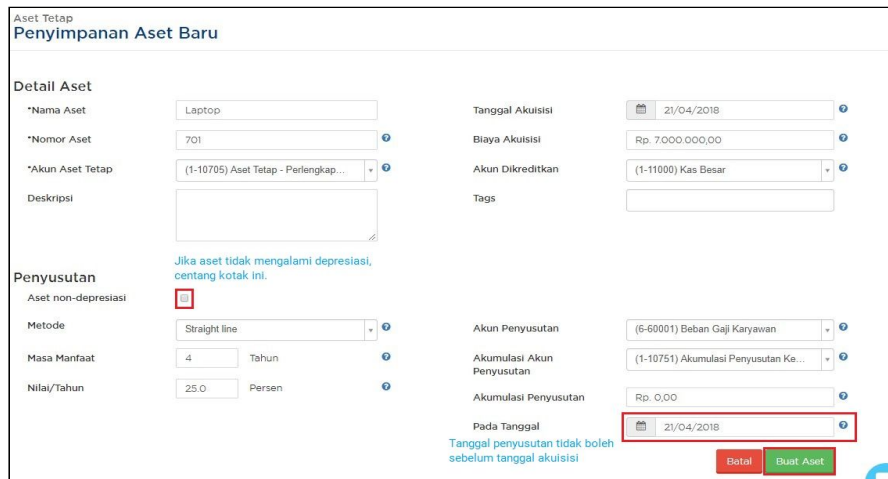 Aset Tetap
Penyimpanan Aset Baru
Detail Aset
*Nama Aset
Laptop
Tanggal Akuisisi
21/04/2018
*Nomor Aset
701
Biaya Akuisisi
Rp. 7.000.000,00
*Akun Aset Tetap
(1-10705) Aset Tetap - Perlengkap...
Akun Dikreditkan
(1-11000) Kas Besar
Deskripsi
Tags
Jika aset tidak mengalami depresiasi,
centang kotak ini.
Penyusutan
Aset non-depresiasi
Metode
Straight line
Akun Penyusutan
(6-60001) Beban Gaji Karyawan
Masa Manfaat
4 Tahun
Akumulasi Akun
Penyusutan
(1-10751) Akumulasi Penyusutan Ke...
Nilai/Tahun
25.0 Persen
Akumulasi Penyusutan
Rp. 0,00
Pada Tanggal
21/04/2018
Tanggal penyusutan tidak boleh
sebelum tanggal akuisisi
Batal
Buat Aset